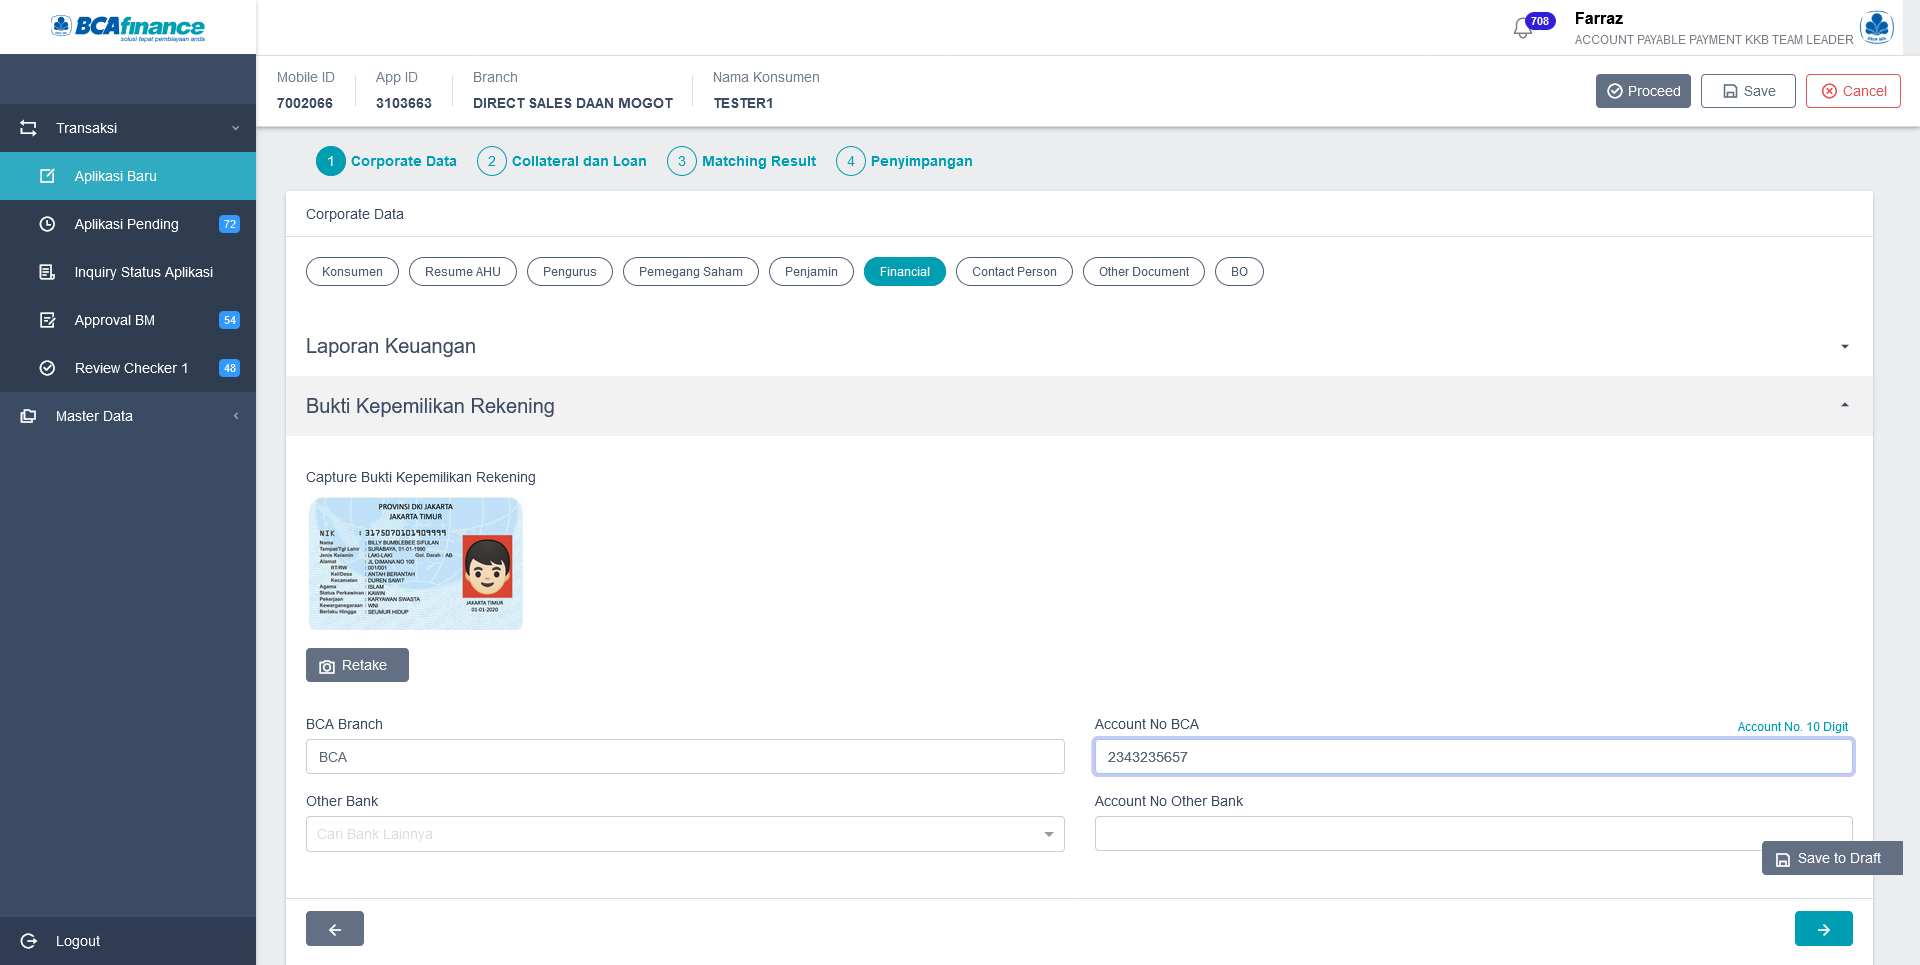 BCAfinance
solusi tepat pembiayaan anda
708
Farraz
ACCOUNT PAYABLE PAYMENT KKB TEAM LEADER
Mobile ID
7002066
App ID
3103663
Branch
DIRECT SALES DAAN MOGOT
Nama Konsumen
TESTER1
Proceed
Save
Cancel
Transaksi
Aplikasi Baru
Aplikasi Pending 72
Inquiry Status Aplikasi
Approval BM 54
Review Checker 1 48
Master Data
Logout
1 Corporate Data
2 Collateral dan Loan
3 Matching Result
4 Penyimpangan
Corporate Data
Konsumen
Resume AHU
Pengurus
Pemegang Saham
Penjamin
Financial
Contact Person
Other Document
BO
Laporan Keuangan
Bukti Kepemilikan Rekening
Capture Bukti Kepemilikan Rekening
PROVINSI DKI JAKARTA
JAKARTA TIMUR
NIK : 3175070101909999
Nama : BILLY BUMBLEBEE SIFULAN
Tempat/Tgl Lahir : SURABAYA, 01-01-1990
Jenis Kelamin : LAKI-LAKI Gol. Darah : AB
Alamat : JL DIMANA NO 100
RT/RW : 001/001
Kel/Desa : ANTAH BERANTAH
Kecamatan : DUREN SAWIT
Agama : ISLAM
Status Perkawinan : KAWIN
Pekerjaan : KARYAWAN SWASTA
Kewarganegaraan : WNI
Berlaku Hingga : SEUMUR HIDUP
JAKARTA TIMUR
01-01-2020
Retake
BCA Branch
BCA
Account No BCA
Account No. 10 Digit
2343235657
Other Bank
Cari Bank Lainnya
Account No Other Bank
Save to Draft